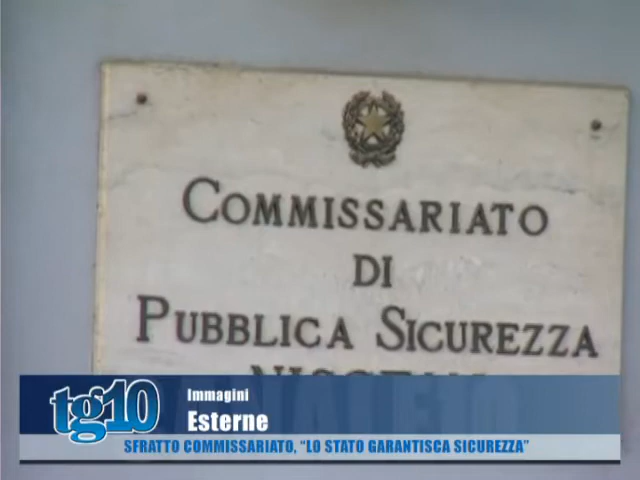 COMMISSARIATO
DI
PUBBLICA SICUREZZA
tg10
Immagini
Esterne
SFRATTO COMMISSARIATO, “LO STATO GARANTISCA SICUREZZA”